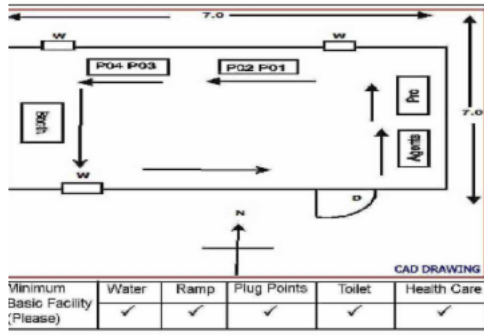 7.0
W
W
P04 P03
P02 P01
Pro
7.0
Booth
Agents
W
D
N
CAD DRAWING
Minimum Basic Facility (Please)
Water
Ramp
Plug Points
Toilet
Health Care
✓
✓
✓
✓
✓